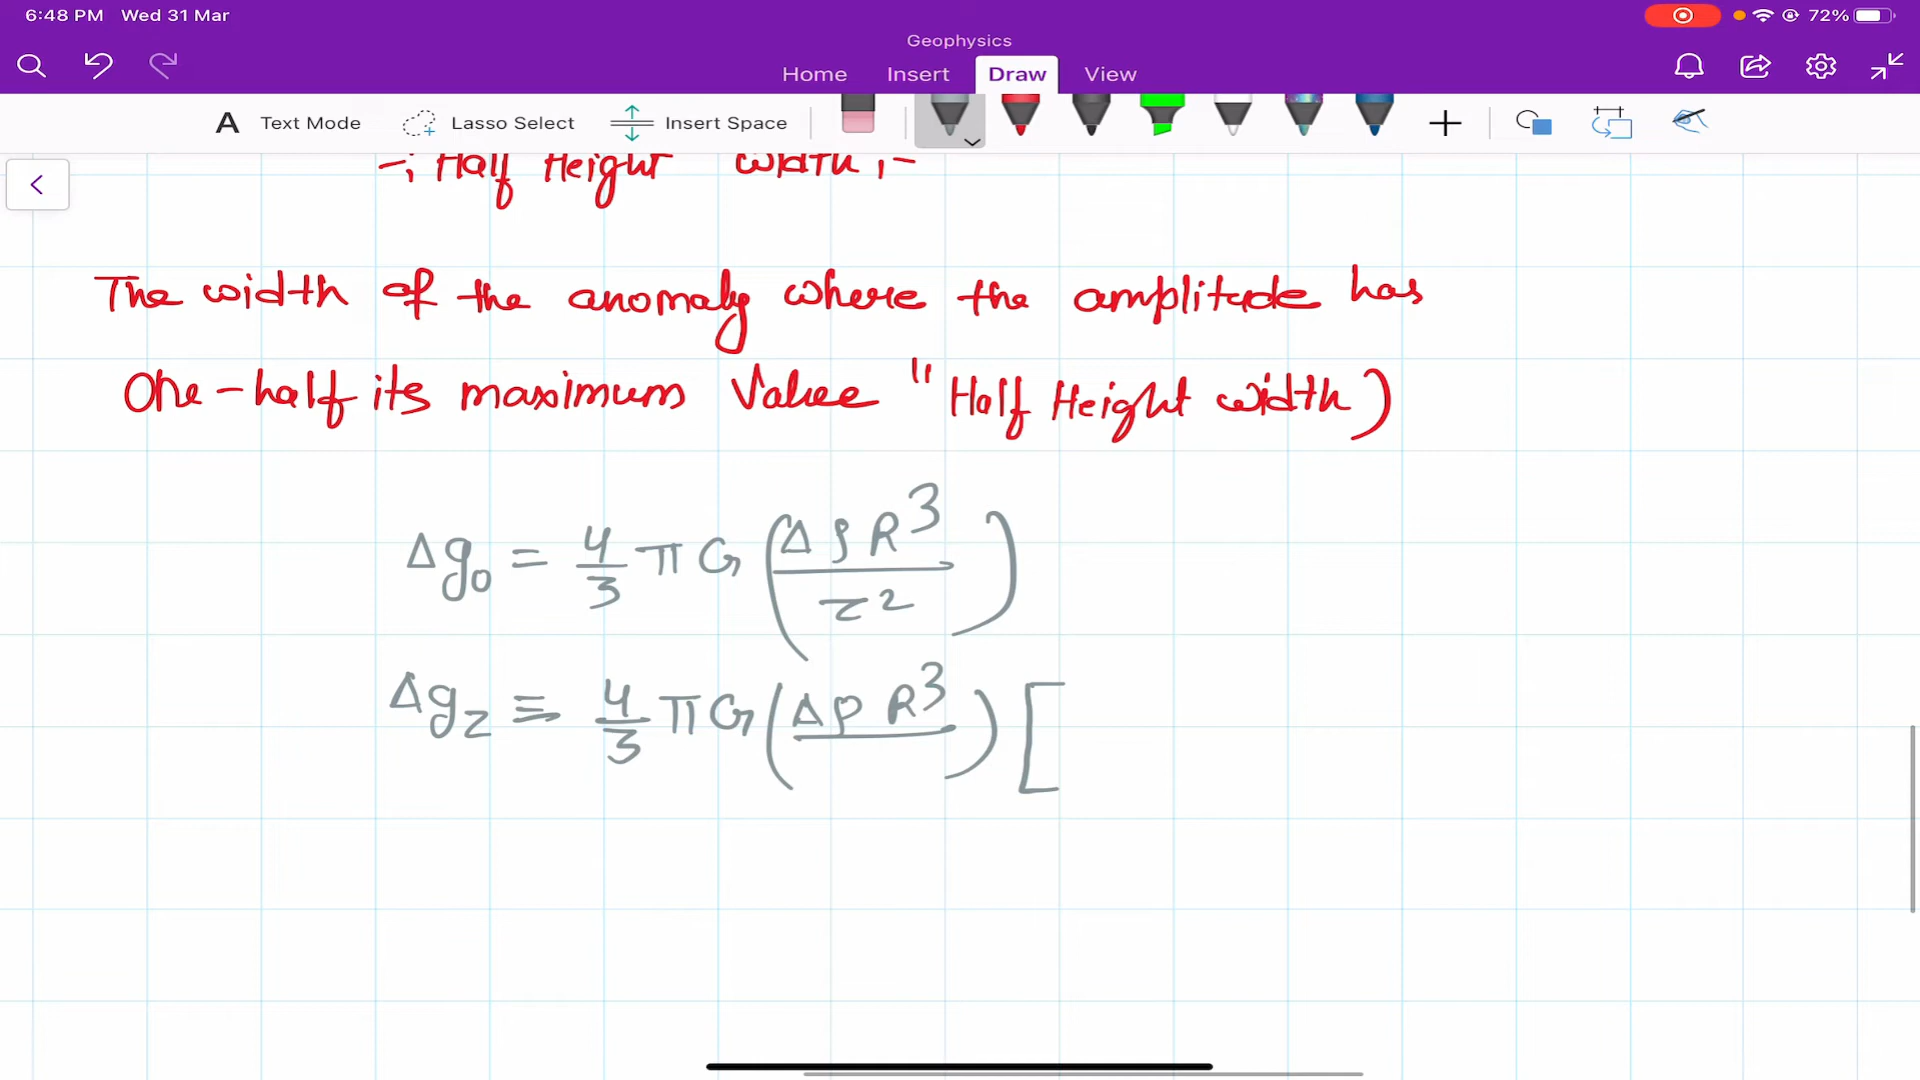 6:48 PM Wed 31 Mar
72%
Geophysics
Home Insert Draw View
A Text Mode Lasso Select Insert Space
-: Half Height width :-
The width of the anomaly where the amplitude has
One-half its maximum Value "Half Height width)
Δg₀ = 4/3 πG (Δρ R³ / z²)
Δg_z = 4/3 πG (Δρ R³ / ) [